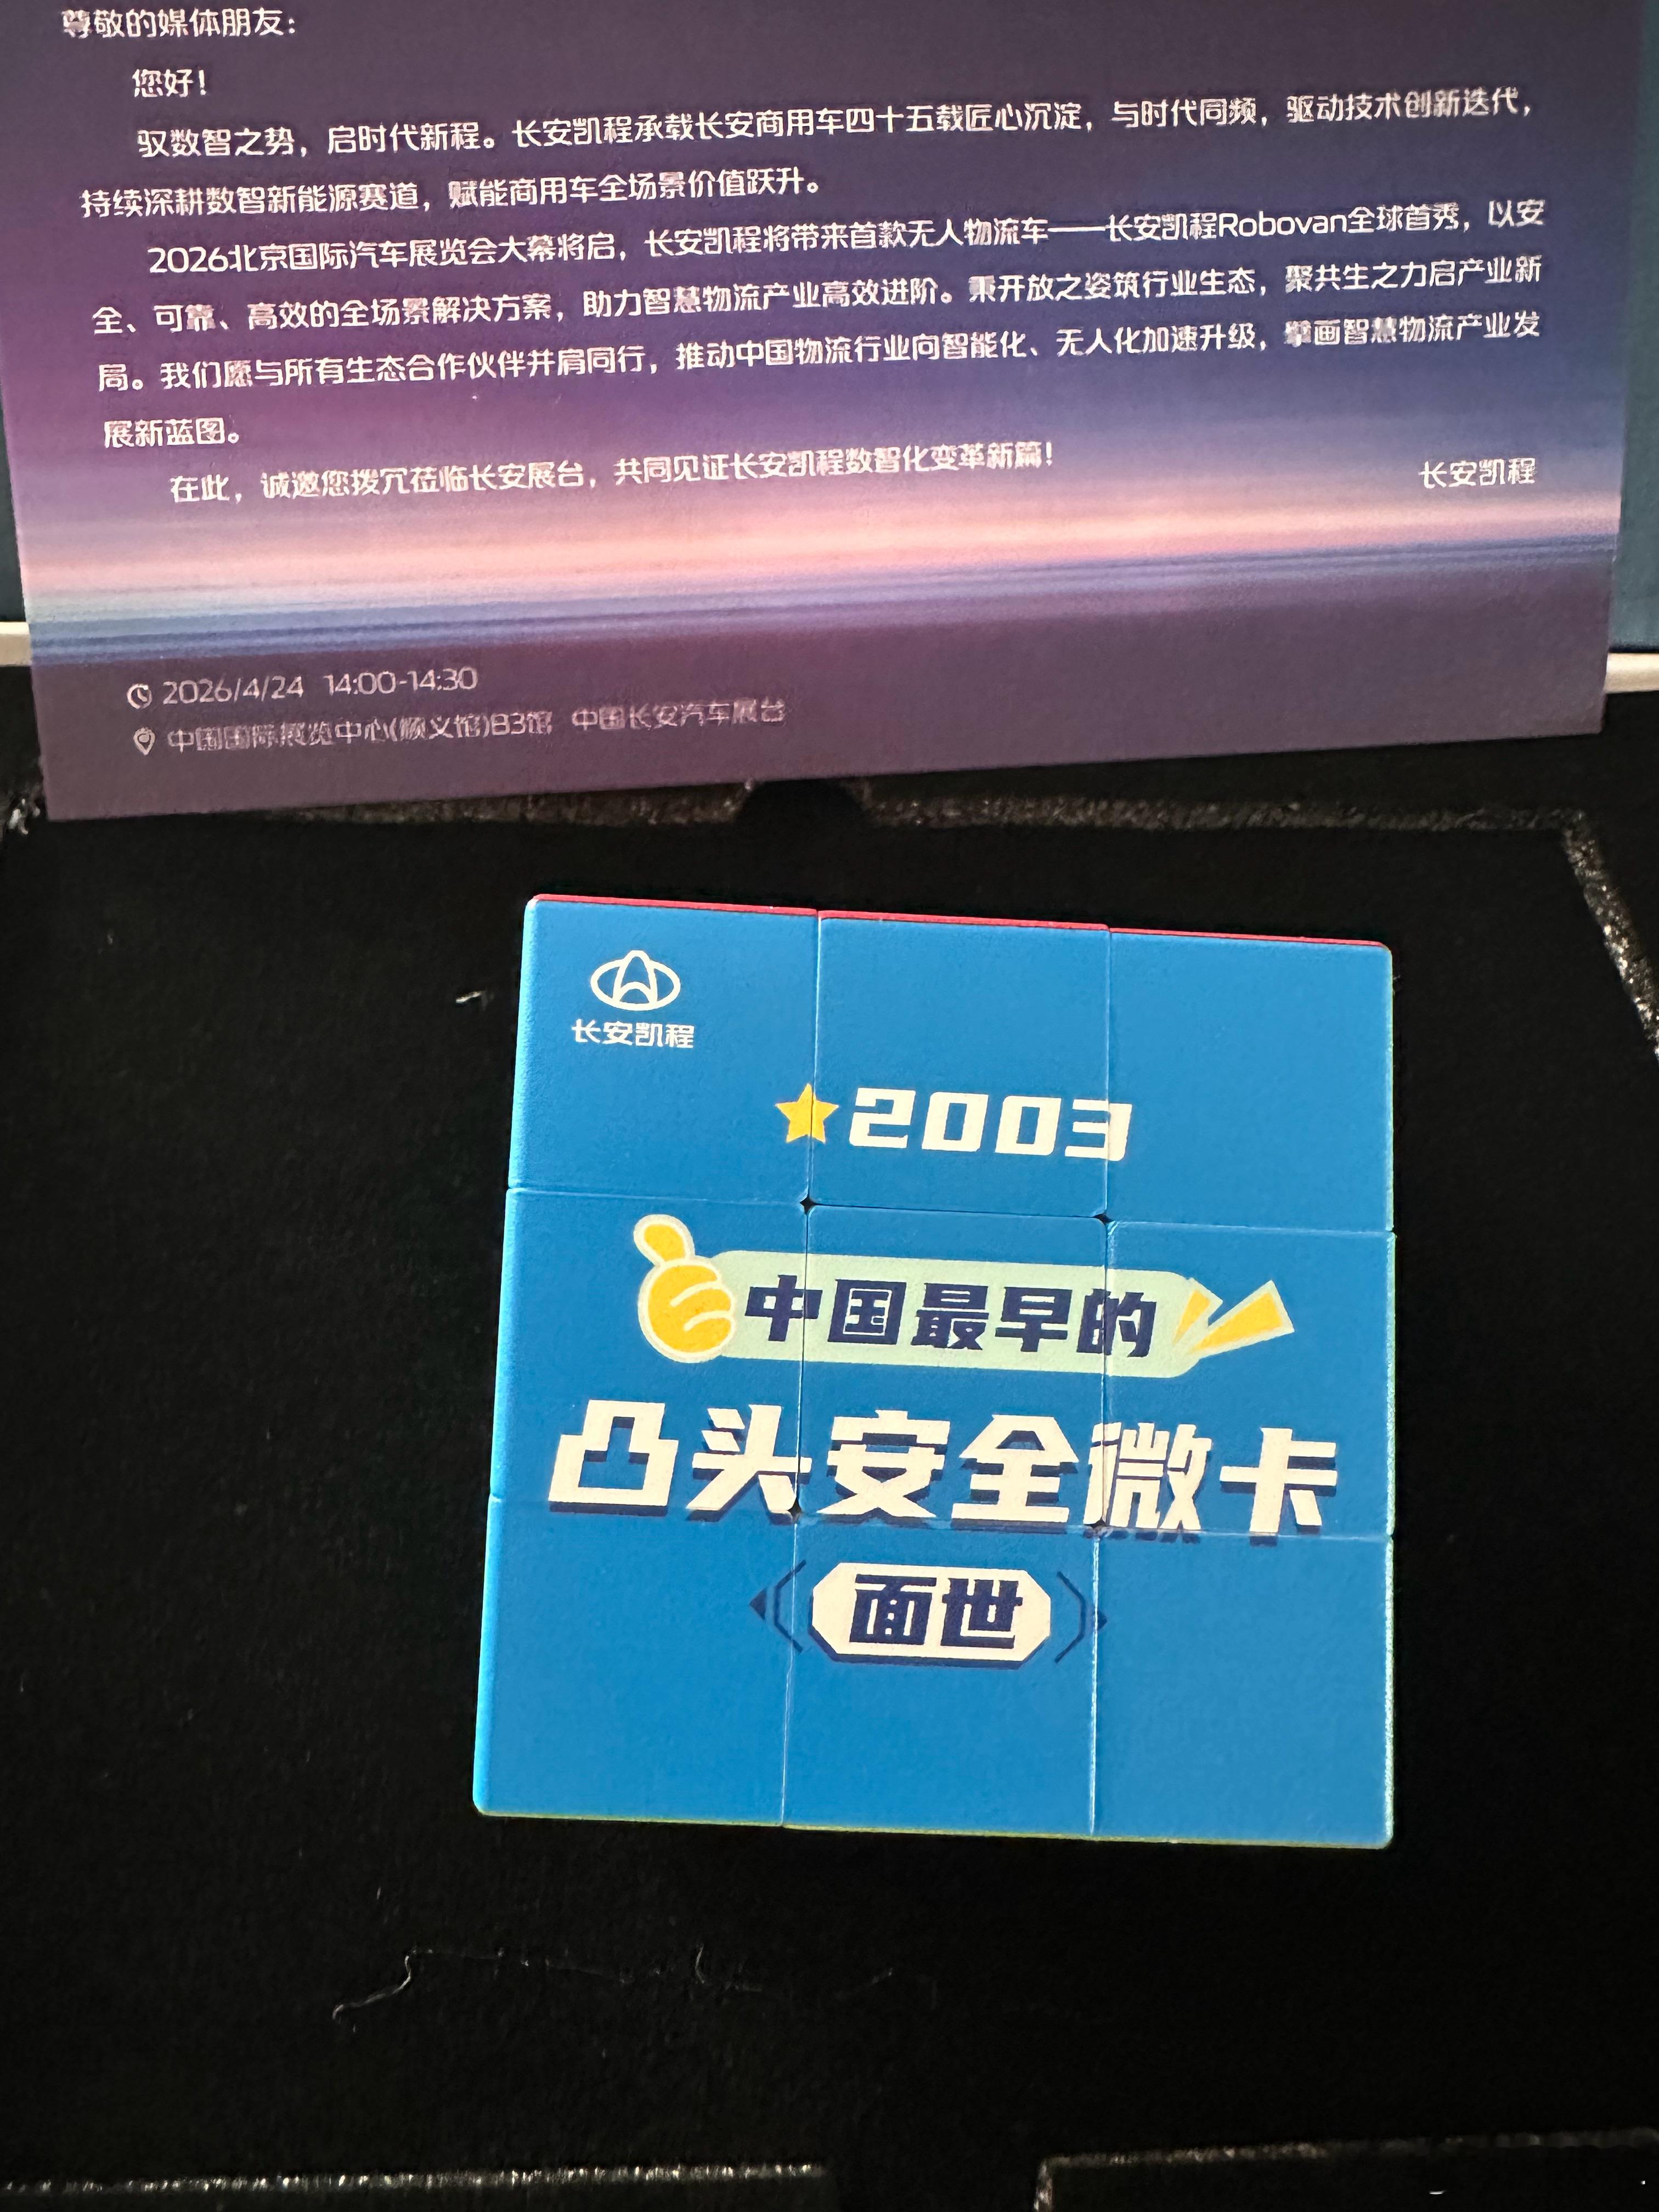 尊敬的媒体朋友：
您好！
驭数智之势，启时代新程。长安凯程承载长安商用车四十五载匠心沉淀，与时代同频，驱动技术创新迭代，
持续深耕数智新能源赛道，赋能商用车全场景价值跃升。
2026北京国际汽车展览会大幕将启，长安凯程将带来首款无人物流车——长安凯程Robovan全球首秀，以安
全、可靠、高效的全场景解决方案，助力智慧物流产业高效进阶。秉开放之姿筑行业生态，聚共生之力启产业新
局。我们愿与所有生态合作伙伴并肩同行，推动中国物流行业向智能化、无人化加速升级，擘画智慧物流产业发
展新蓝图。
在此，诚邀您拨冗莅临长安展台，共同见证长安凯程数智化变革新篇！
长安凯程
2026/4/24 14:00-14:30
中国国际展览中心(顺义馆)B3馆 中国长安汽车展台
长安凯程
2003
中国最早的
凸头安全微卡
面世